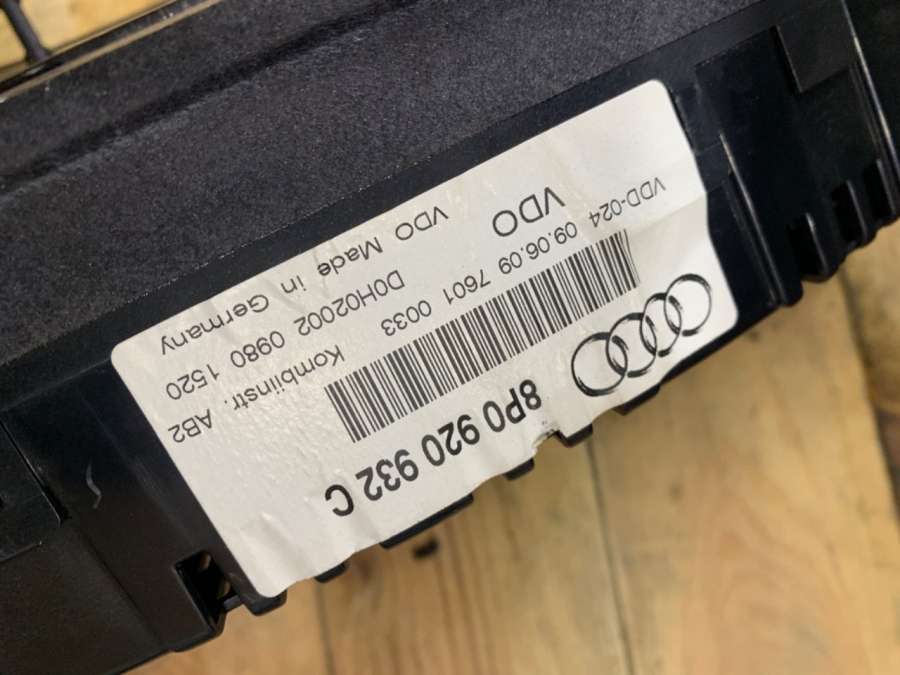 8P0 920 932 C
VDD-024 09.06.09 7601 0033 Kombiinstr. AB2
VDO D0H02002 0980 1520
VDO Made in Germany